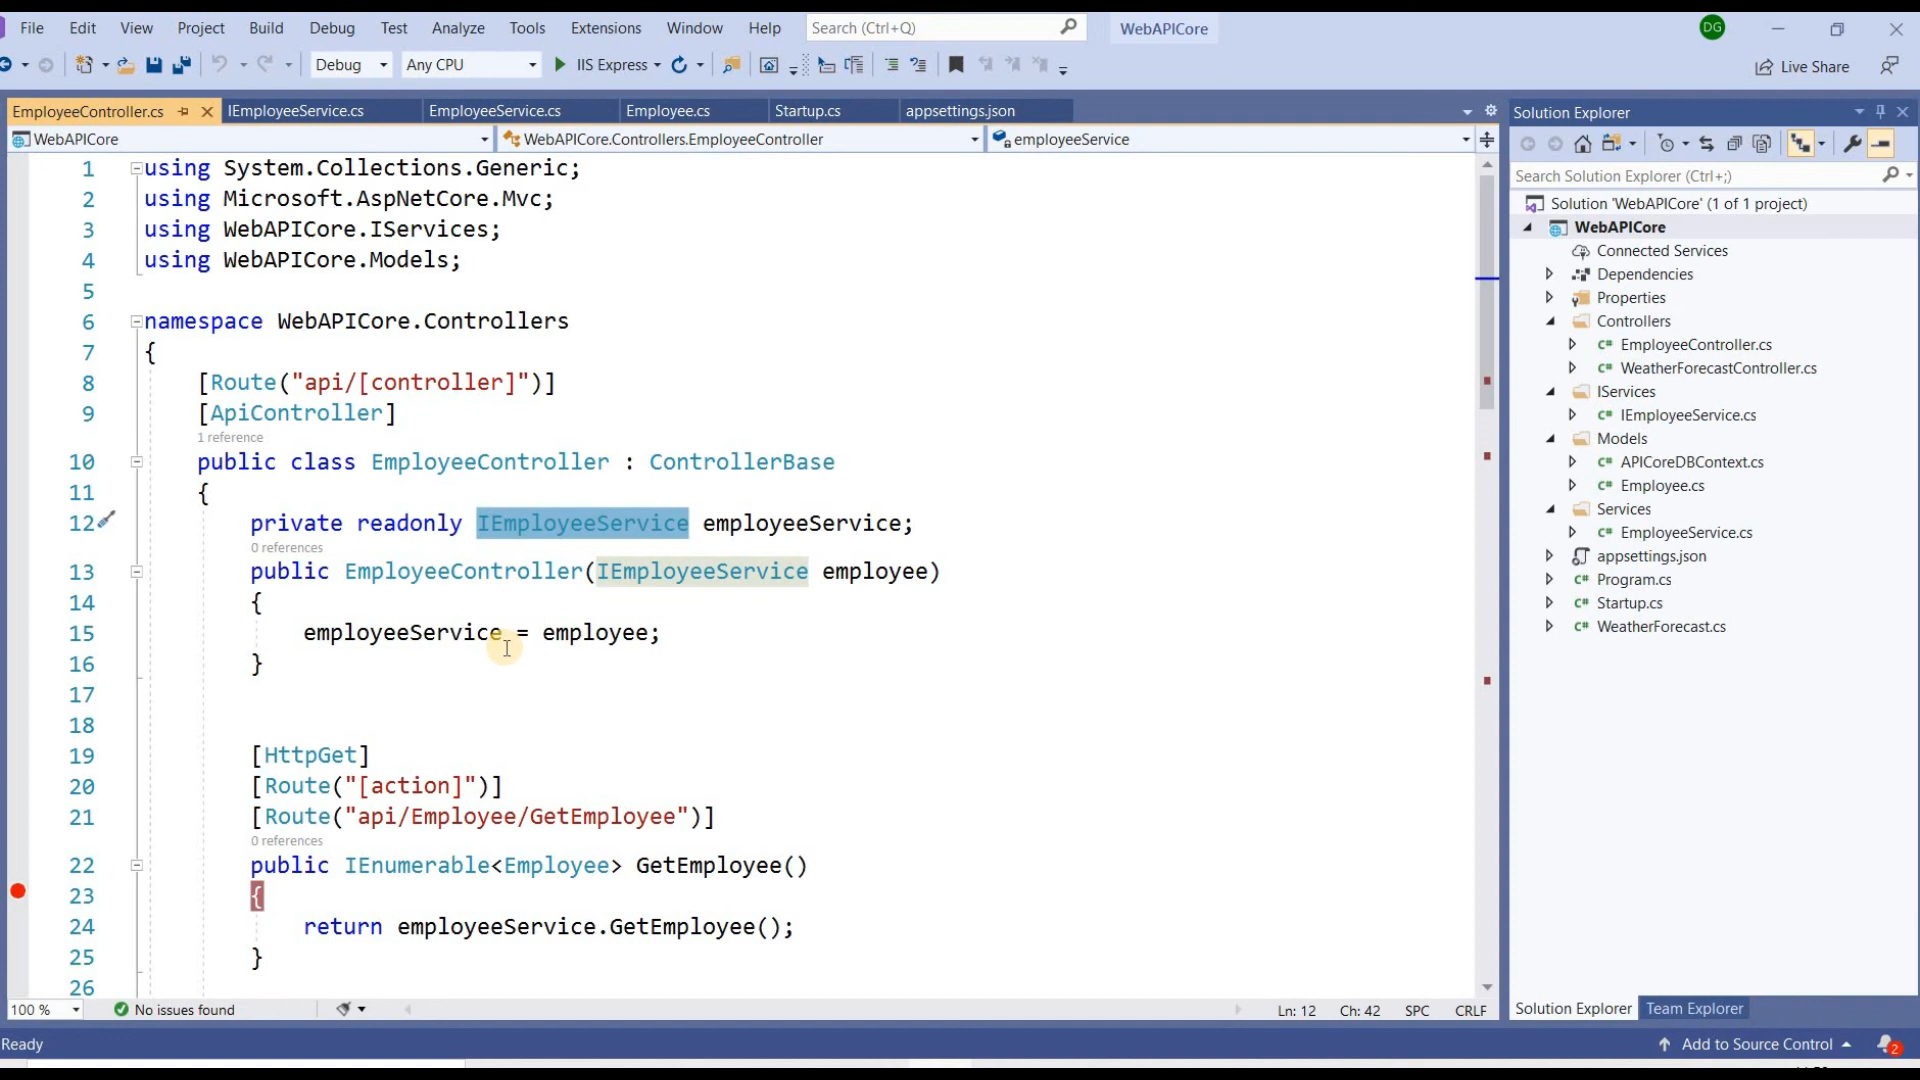 File Edit View Project Build Debug Test Analyze Tools Extensions Window Help Search (Ctrl+Q) WebAPICore DG
Debug Any CPU IIS Express Live Share
EmployeeController.cs IEmployeeService.cs EmployeeService.cs Employee.cs Startup.cs appsettings.json
WebAPICore WebAPICore.Controllers.EmployeeController employeeService
1 using System.Collections.Generic;
2 using Microsoft.AspNetCore.Mvc;
3 using WebAPICore.IServices;
4 using WebAPICore.Models;
5
6 namespace WebAPICore.Controllers
7 {
8 [Route("api/[controller]")]
9 [ApiController]
1 reference
10 public class EmployeeController : ControllerBase
11 {
12 private readonly IEmployeeService employeeService;
0 references
13 public EmployeeController(IEmployeeService employee)
14 {
15 employeeService = employee;
16 }
17
18
19 [HttpGet]
20 [Route("[action]")]
21 [Route("api/Employee/GetEmployee")]
0 references
22 public IEnumerable<Employee> GetEmployee()
23 {
24 return employeeService.GetEmployee();
25 }
26
100 % No issues found Ln: 12 Ch: 42 SPC CRLF
Solution Explorer
Search Solution Explorer (Ctrl+;)
Solution 'WebAPICore' (1 of 1 project)
WebAPICore
Connected Services
Dependencies
Properties
Controllers
C# EmployeeController.cs
C# WeatherForecastController.cs
IServices
C# IEmployeeService.cs
Models
C# APICoreDBContext.cs
C# Employee.cs
Services
C# EmployeeService.cs
appsettings.json
C# Program.cs
C# Startup.cs
C# WeatherForecast.cs
Solution Explorer Team Explorer
Ready Add to Source Control 2